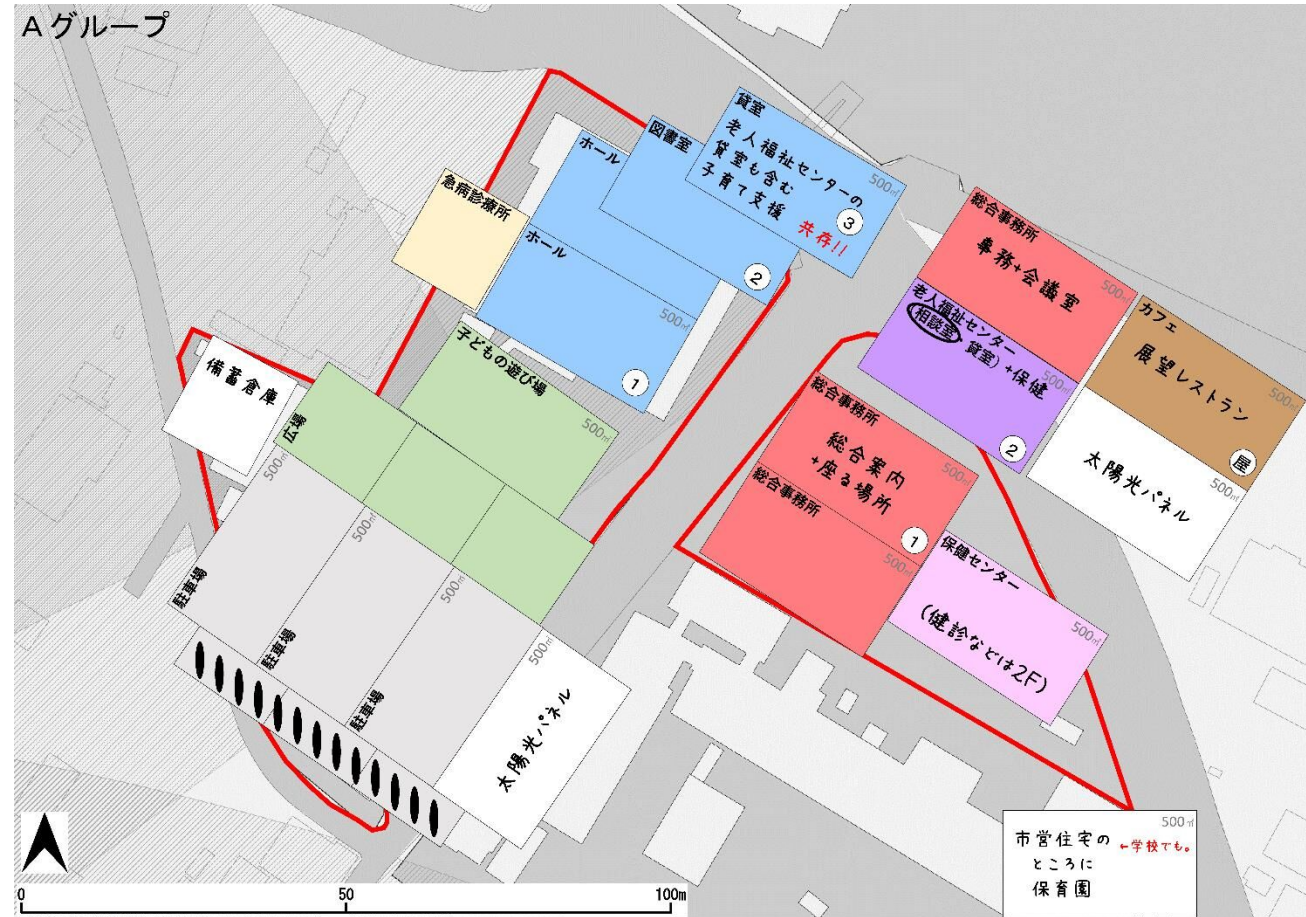 Aグループ
貸室
老人福祉センターの
貸室も含む
子育て支援
共存!!
500㎡
③
図書室
②
ホール
ホール
500㎡
①
急病診療所
子どもの遊び場
500㎡
備蓄倉庫
広場
500㎡
500㎡
500㎡
500㎡
駐車場
駐車場
駐車場
太陽光パネル
総合事務所
事務+会議室
500㎡
老人福祉センター
相談室 貸室)+保健
500㎡
②
カフェ
展望レストラン
500㎡
屋
太陽光パネル
500㎡
総合事務所
総合案内
+座る場所
500㎡
①
総合事務所
500㎡
保健センター
(健診などは2F)
500㎡
500㎡
市営住宅の ←学校でも。
ところに
保育園
0 50 100m